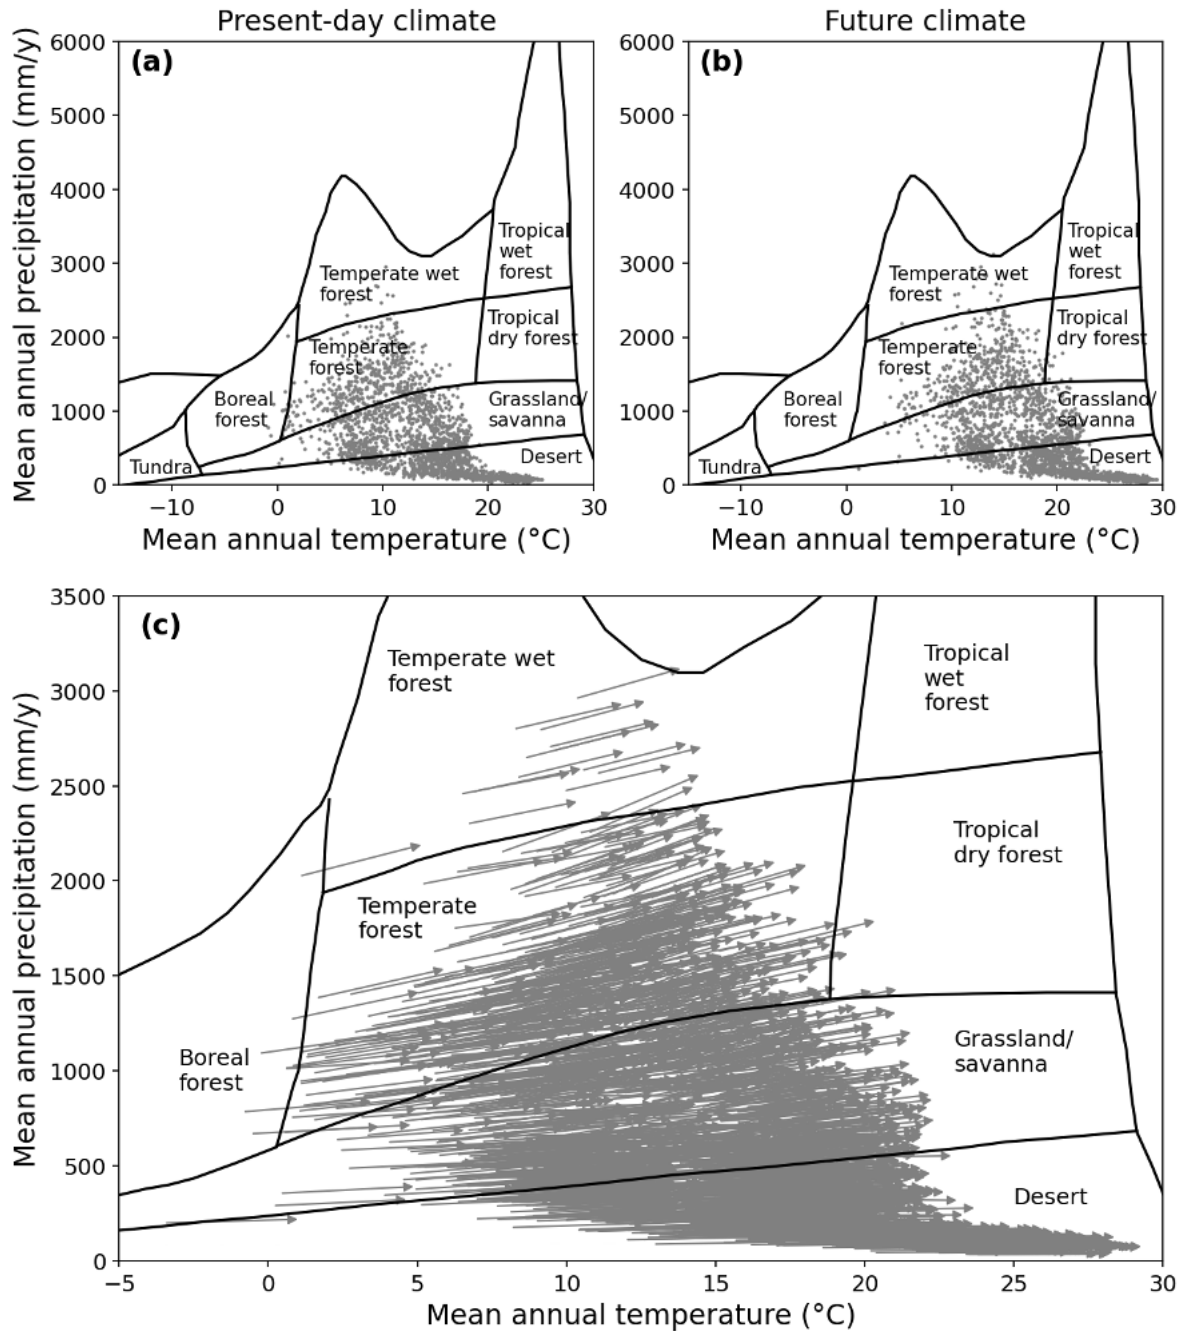 Present-day climate
Future climate
Mean annual precipitation (mm/y)
6000
5000
4000
3000
2000
1000
0
(a)
Temperate wet
forest
Tropical
wet
forest
Temperate
forest
Tropical
dry forest
Boreal
forest
Grassland/
savanna
Tundra
Desert
−10
0
10
20
30
Mean annual temperature (°C)
6000
5000
4000
3000
2000
1000
0
(b)
Temperate wet
forest
Tropical
wet
forest
Temperate
forest
Tropical
dry forest
Boreal
forest
Grassland/
savanna
Tundra
Desert
−10
0
10
20
30
Mean annual temperature (°C)
Mean annual precipitation (mm/y)
3500
3000
2500
2000
1500
1000
500
0
(c)
Temperate wet
forest
Tropical
wet
forest
Tropical
dry forest
Temperate
forest
Boreal
forest
Grassland/
savanna
Desert
−5
0
5
10
15
20
25
30
Mean annual temperature (°C)